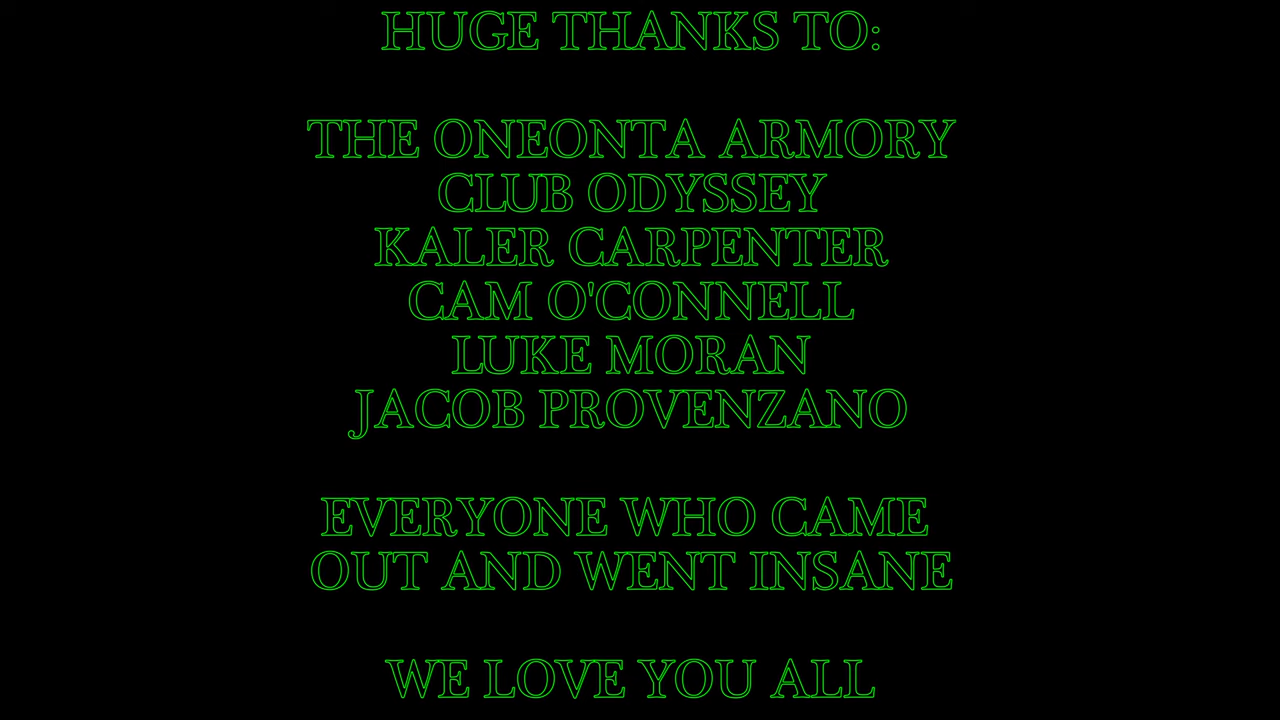 HUGE THANKS TO:
THE ONEONTA ARMORY
CLUB ODYSSEY
KALER CARPENTER
CAM O'CONNELL
LUKE MORAN
JACOB PROVENZANO
EVERYONE WHO CAME
OUT AND WENT INSANE
WE LOVE YOU ALL